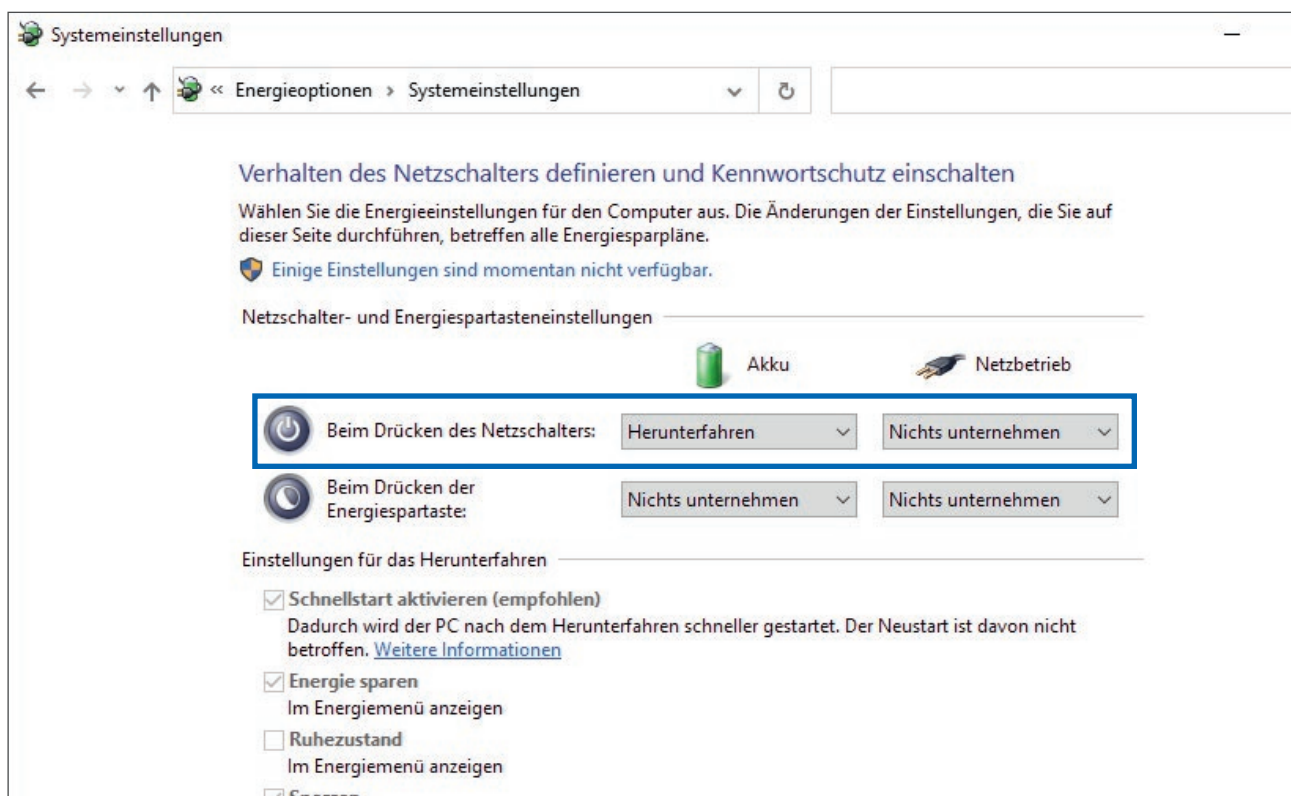 Systemeinstellungen
« Energieoptionen › Systemeinstellungen
Verhalten des Netzschalters definieren und Kennwortschutz einschalten
Wählen Sie die Energieeinstellungen für den Computer aus. Die Änderungen der Einstellungen, die Sie auf
dieser Seite durchführen, betreffen alle Energiesparpläne.
Einige Einstellungen sind momentan nicht verfügbar.
Netzschalter- und Energiespartasteneinstellungen
Akku Netzbetrieb
Beim Drücken des Netzschalters: Herunterfahren Nichts unternehmen
Beim Drücken der
Energiespartaste: Nichts unternehmen Nichts unternehmen
Einstellungen für das Herunterfahren
Schnellstart aktivieren (empfohlen)
Dadurch wird der PC nach dem Herunterfahren schneller gestartet. Der Neustart ist davon nicht
betroffen. Weitere Informationen
Energie sparen
Im Energiemenü anzeigen
Ruhezustand
Im Energiemenü anzeigen